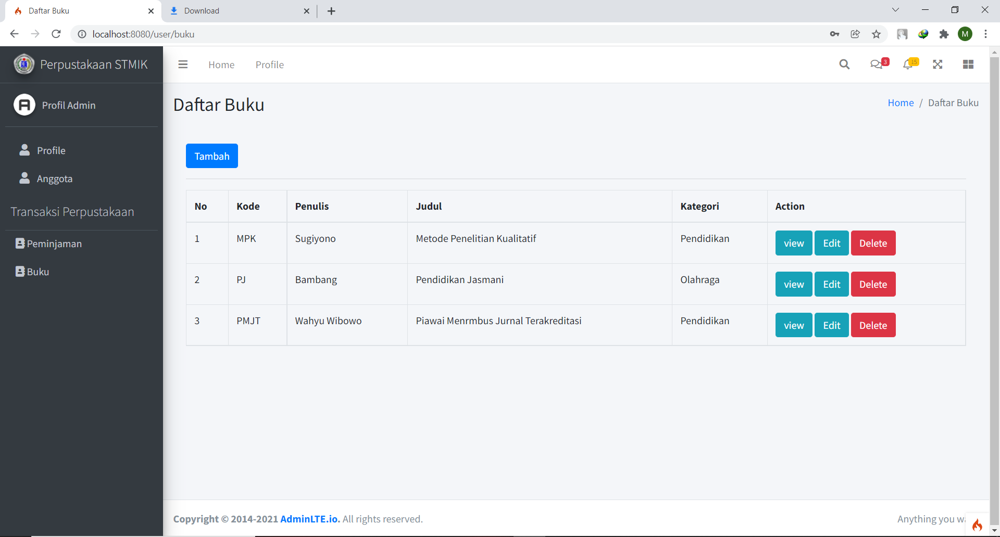 Daftar Buku
Download
localhost:8080/user/buku
M
Perpustakaan STMIK
Home
Profile
3
15
Profil Admin
Profile
Anggota
Transaksi Perpustakaan
Peminjaman
Buku
Daftar Buku
Home / Daftar Buku
Tambah
No Kode Penulis Judul Kategori Action
1 MPK Sugiyono Metode Penelitian Kualitatif Pendidikan view Edit Delete
2 PJ Bambang Pendidikan Jasmani Olahraga view Edit Delete
3 PMJT Wahyu Wibowo Piawai Menrmbus Jurnal Terakreditasi Pendidikan view Edit Delete
Copyright © 2014-2021 AdminLTE.io. All rights reserved.
Anything you